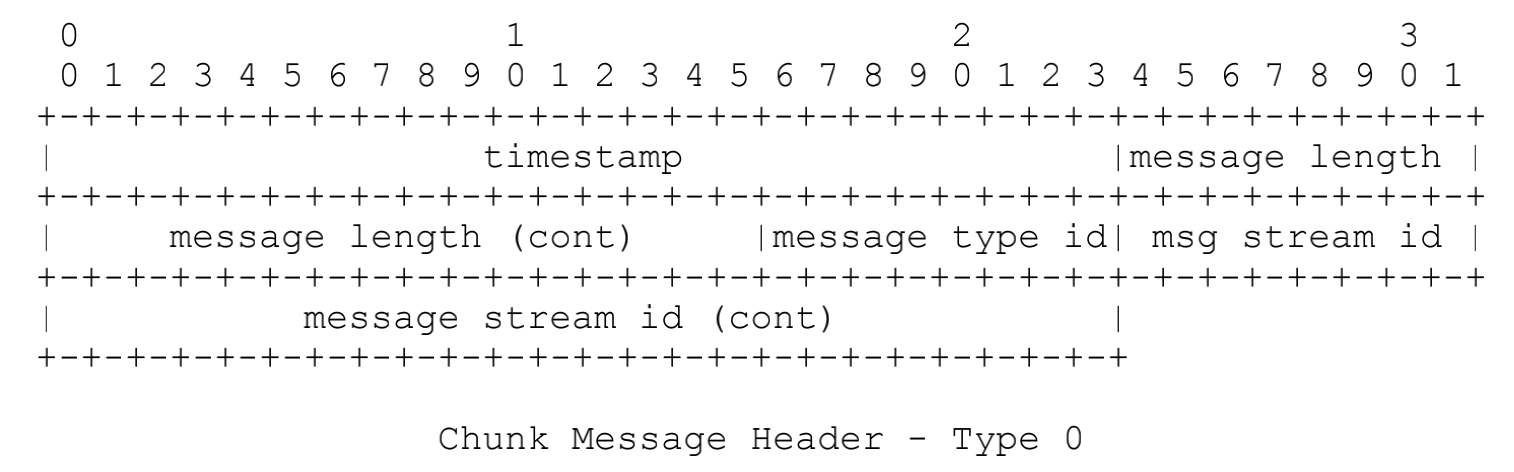 0                   1                   2                   3
 0 1 2 3 4 5 6 7 8 9 0 1 2 3 4 5 6 7 8 9 0 1 2 3 4 5 6 7 8 9 0 1
+-+-+-+-+-+-+-+-+-+-+-+-+-+-+-+-+-+-+-+-+-+-+-+-+-+-+-+-+-+-+-+-+
|                   timestamp                   |message length |
+-+-+-+-+-+-+-+-+-+-+-+-+-+-+-+-+-+-+-+-+-+-+-+-+-+-+-+-+-+-+-+-+
|     message length (cont)     |message type id| msg stream id |
+-+-+-+-+-+-+-+-+-+-+-+-+-+-+-+-+-+-+-+-+-+-+-+-+-+-+-+-+-+-+-+-+
|           message stream id (cont)            |
+-+-+-+-+-+-+-+-+-+-+-+-+-+-+-+-+-+-+-+-+-+-+-+-+
Chunk Message Header - Type 0